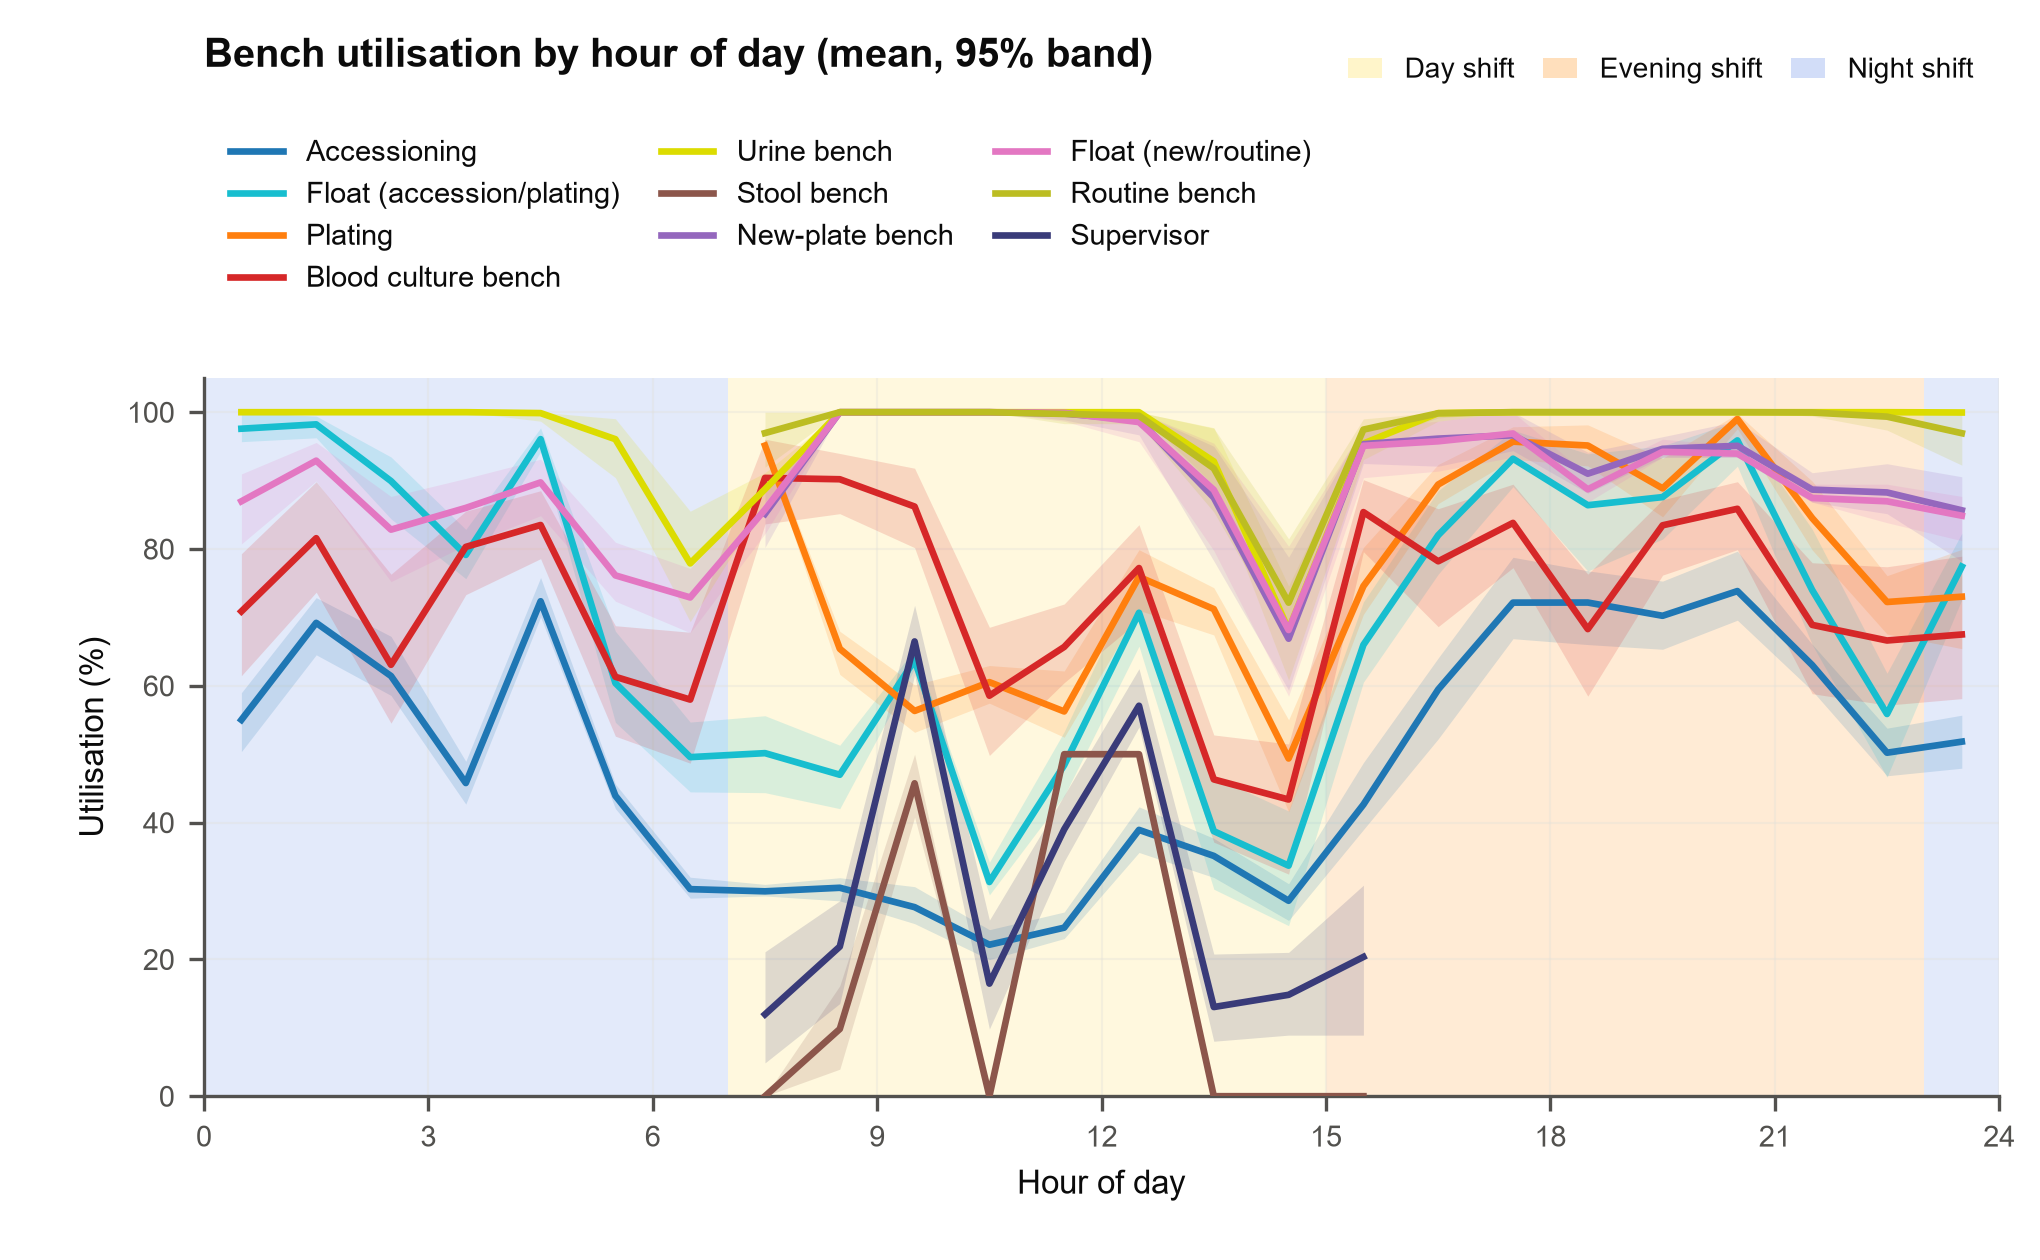 Bench utilisation by hour of day (mean, 95% band)
Day shift
Evening shift
Night shift
Accessioning
Float (accession/plating)
Plating
Blood culture bench
Urine bench
Stool bench
New-plate bench
Float (new/routine)
Routine bench
Supervisor
Utilisation (%)
100
80
60
40
20
0
0 3 6 9 12 15 18 21 24
Hour of day